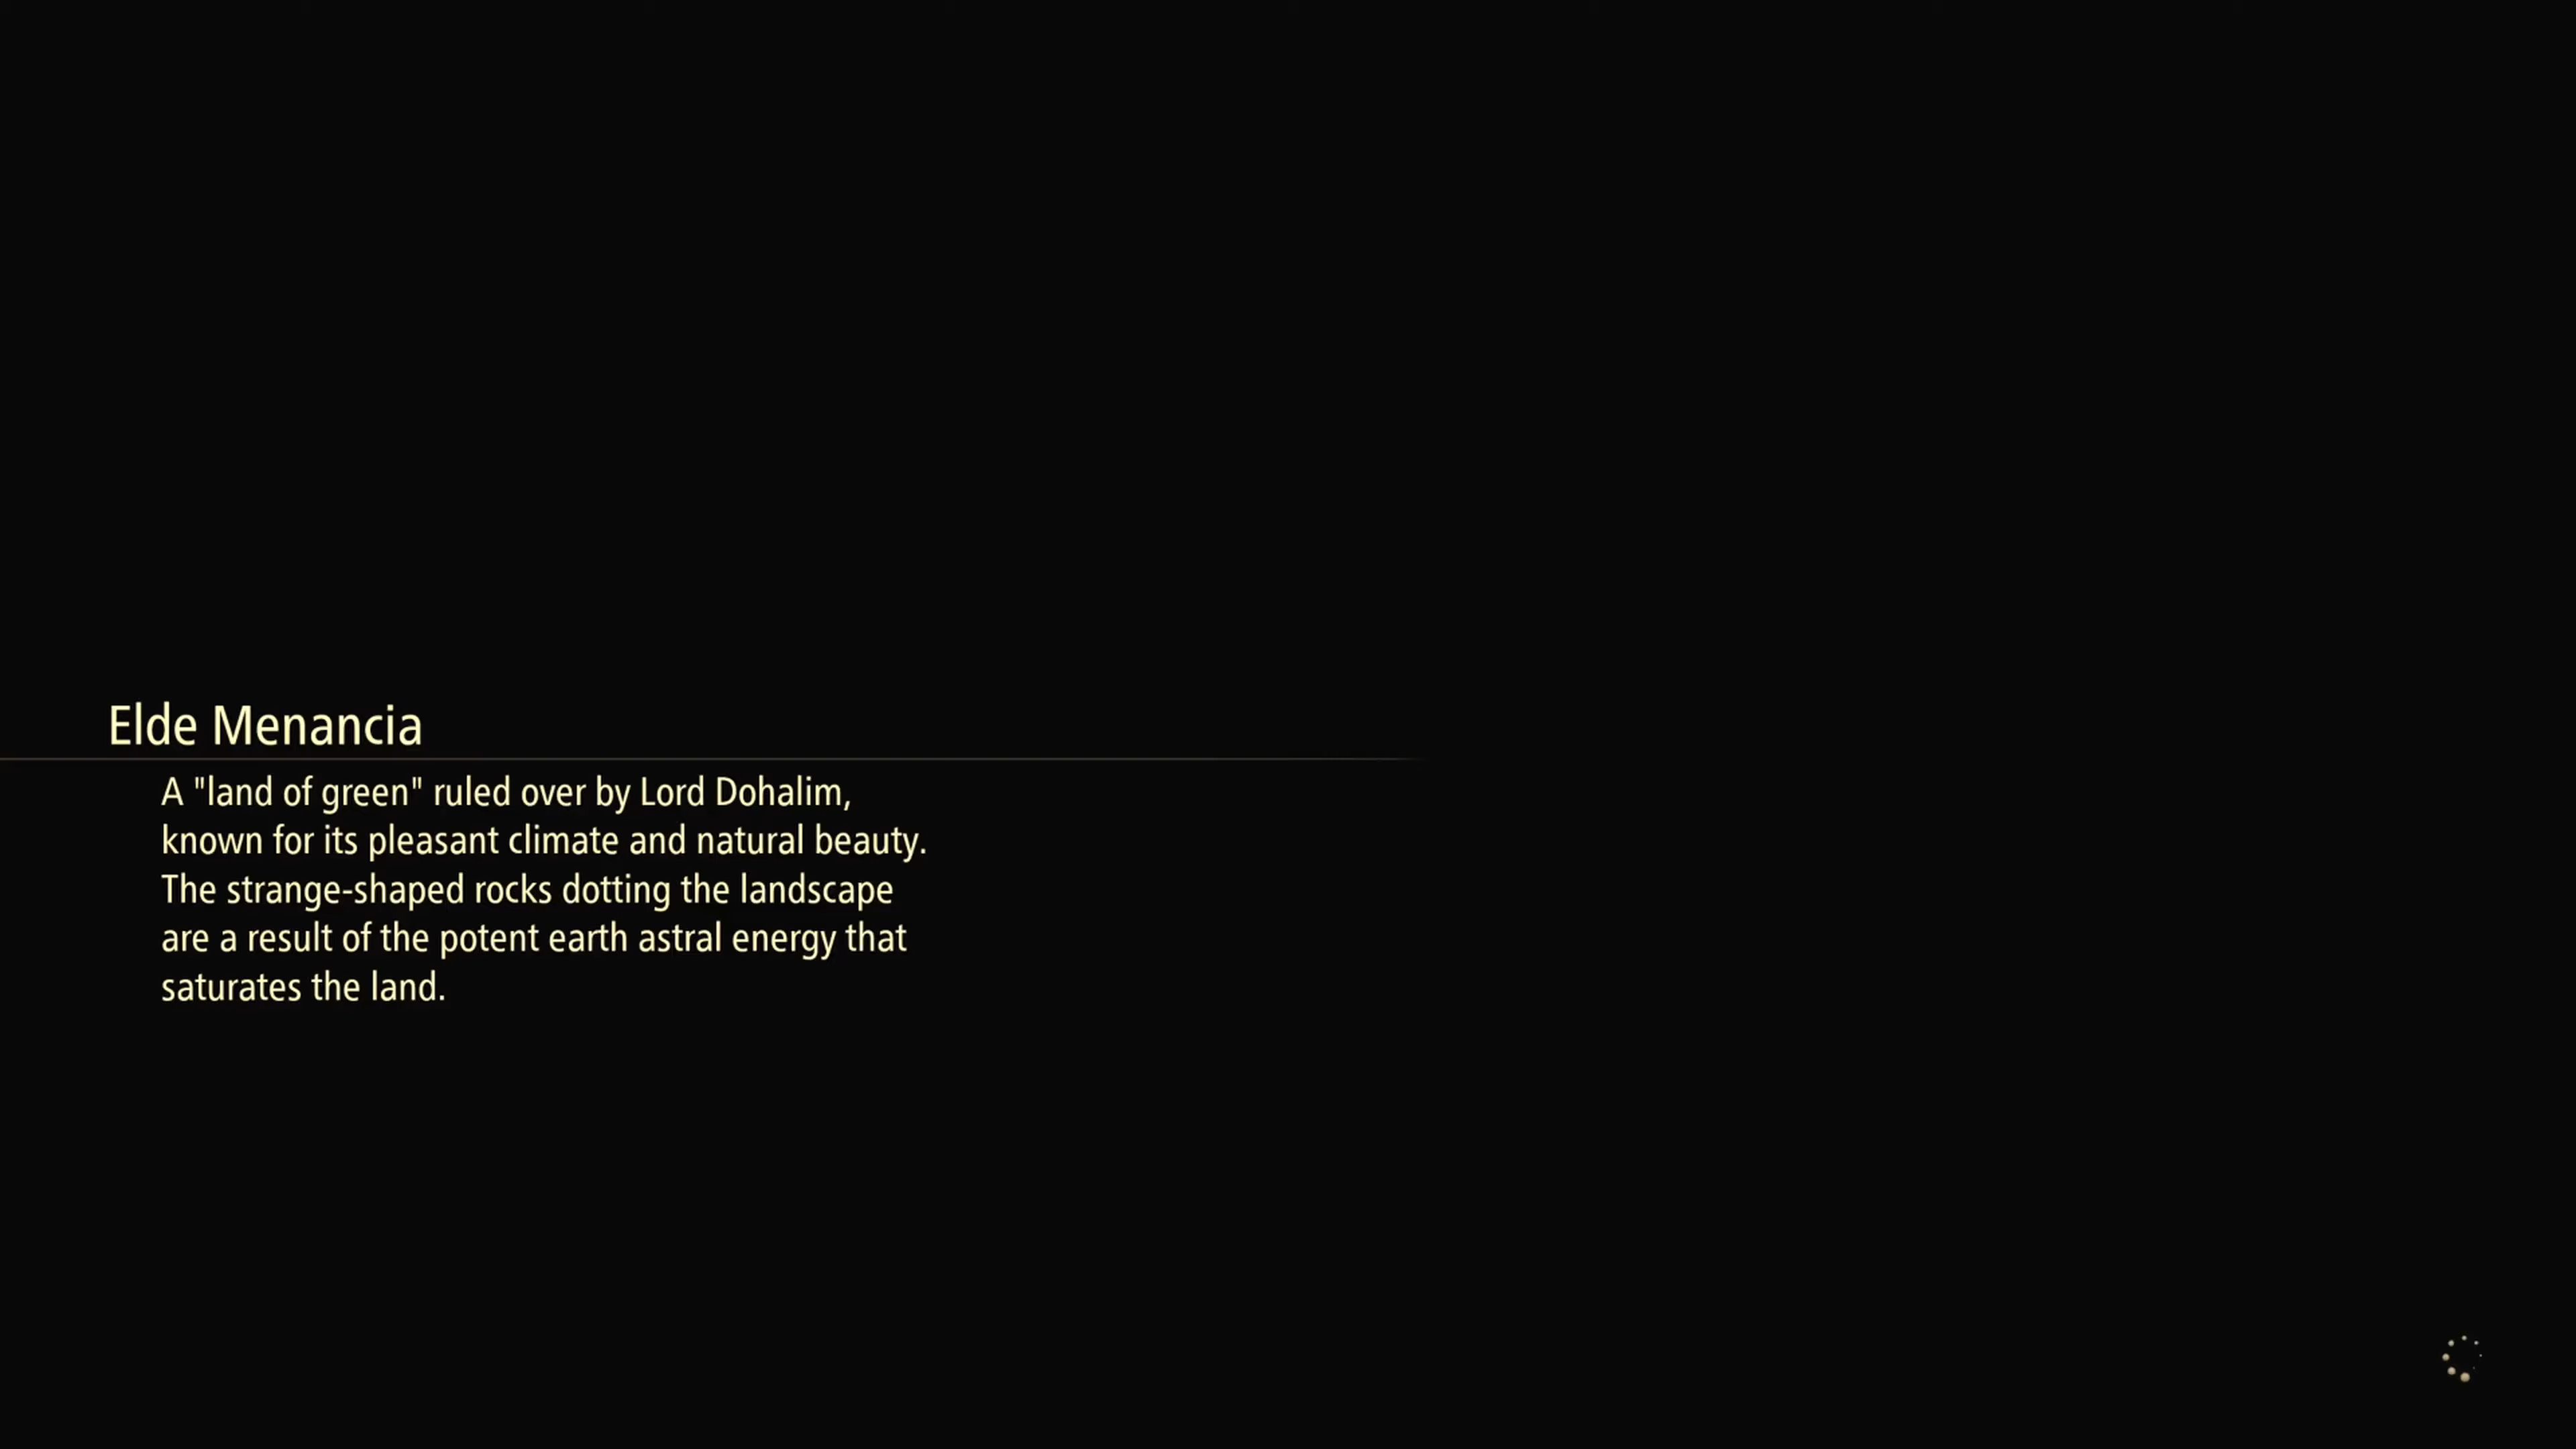 Elde Menancia
A "land of green" ruled over by Lord Dohalim,
known for its pleasant climate and natural beauty.
The strange-shaped rocks dotting the landscape
are a result of the potent earth astral energy that
saturates the land.